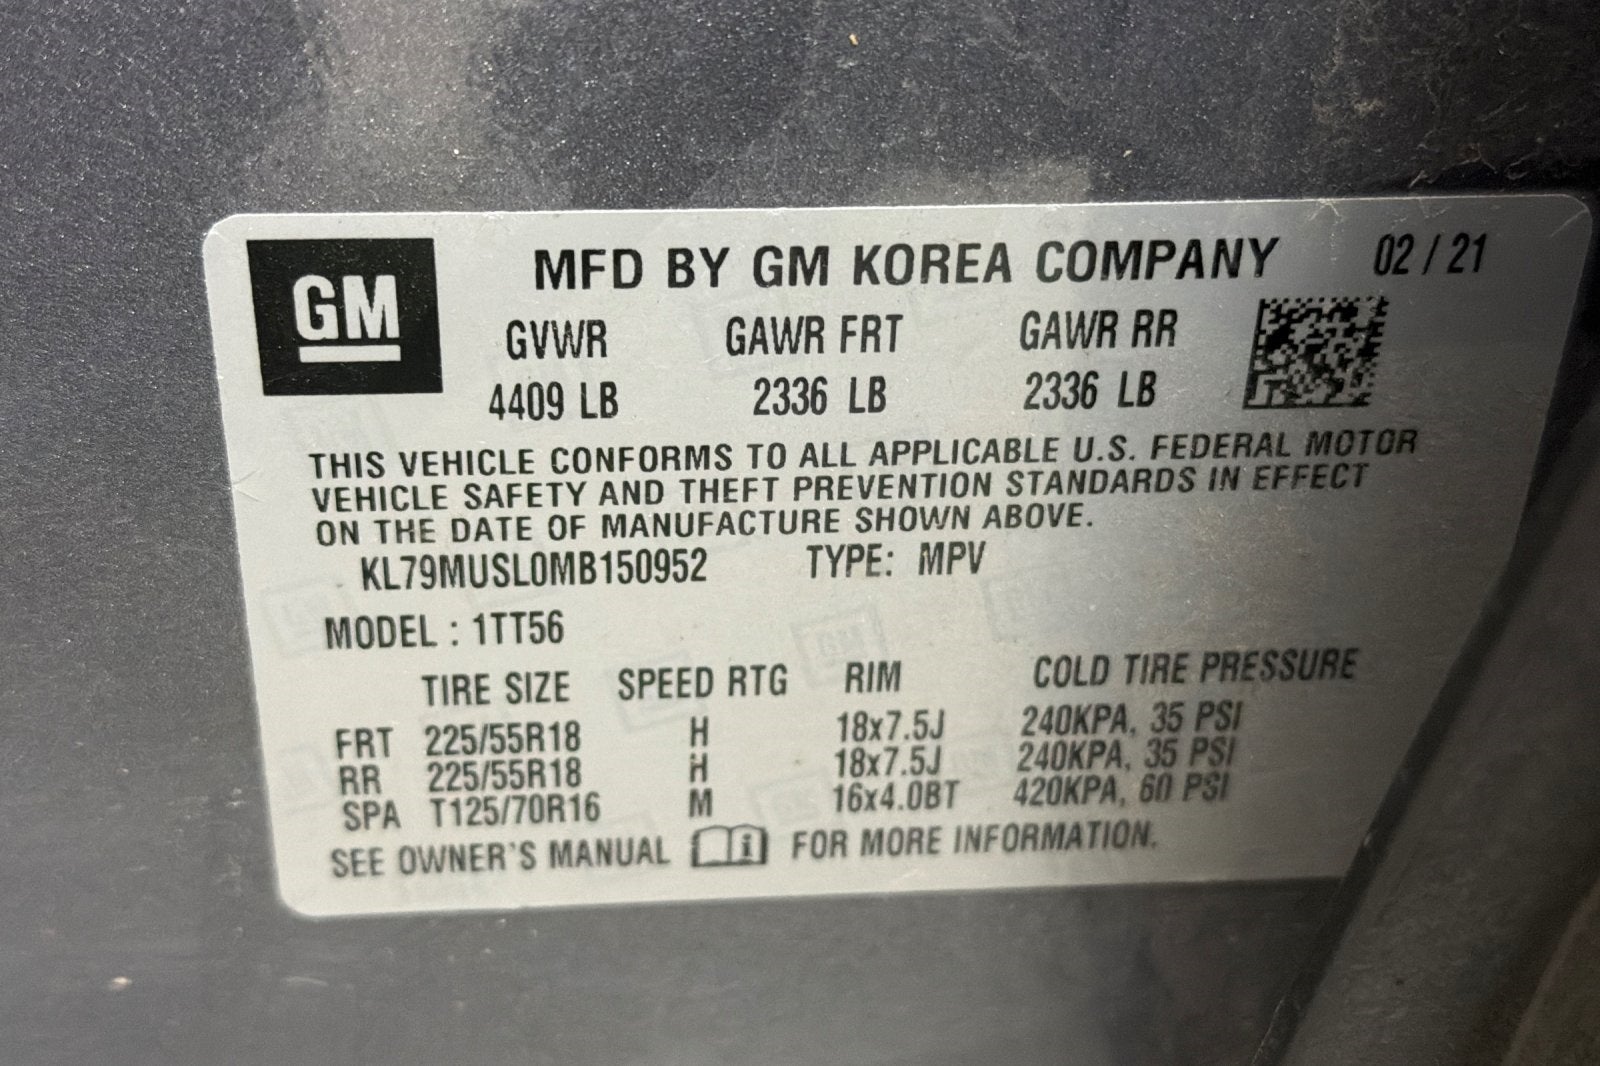 GM
MFD BY GM KOREA COMPANY 02 / 21
GVWR GAWR FRT GAWR RR
4409 LB 2336 LB 2336 LB
THIS VEHICLE CONFORMS TO ALL APPLICABLE U.S. FEDERAL MOTOR
VEHICLE SAFETY AND THEFT PREVENTION STANDARDS IN EFFECT
ON THE DATE OF MANUFACTURE SHOWN ABOVE.
KL79MUSL0MB150952 TYPE: MPV
MODEL : 1TT56
TIRE SIZE SPEED RTG RIM COLD TIRE PRESSURE
FRT 225/55R18 H 18x7.5J 240KPA, 35 PSI
RR 225/55R18 H 18x7.5J 240KPA, 35 PSI
SPA T125/70R16 M 16x4.0BT 420KPA, 60 PSI
SEE OWNER'S MANUAL i FOR MORE INFORMATION.